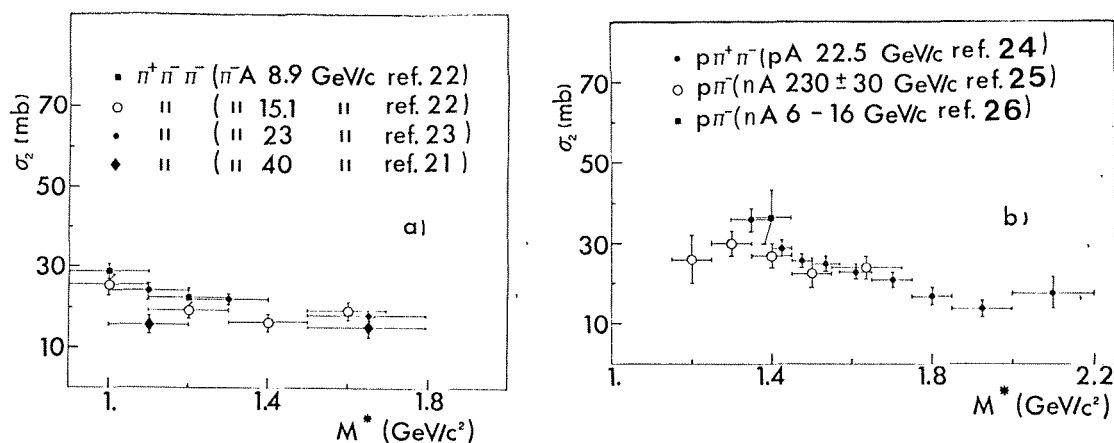 π⁺π⁻π⁻ (π⁻A 8.9 GeV/c ref. 22)
" ( " 15.1 " ref. 22)
" ( " 23 " ref. 23)
" ( " 40 " ref. 21)
σ₂ (mb)
70
50
30
10
a)
1.
1.4
1.8
M* (GeV/c²)
pπ⁺π⁻(pA 22.5 GeV/c ref. 24)
pπ⁻(nA 230 ± 30 GeV/c ref. 25)
pπ⁻(nA 6 – 16 GeV/c ref. 26)
σ₂ (mb)
70
50
30
10
b)
1.
1.4
1.8
2.2
M* (GeV/c²)